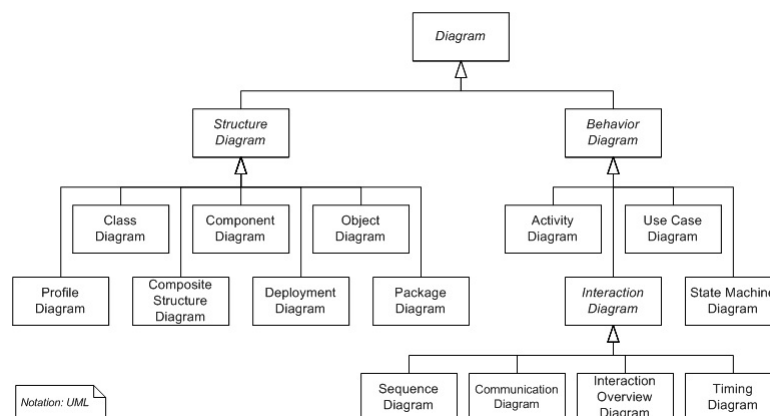 Diagram
Structure
Diagram
Behavior
Diagram
Class
Diagram
Component
Diagram
Object
Diagram
Activity
Diagram
Use Case
Diagram
Profile
Diagram
Composite
Structure
Diagram
Deployment
Diagram
Package
Diagram
Interaction
Diagram
State Machine
Diagram
Notation: UML
Sequence
Diagram
Communication
Diagram
Interaction
Overview
Diagram
Timing
Diagram